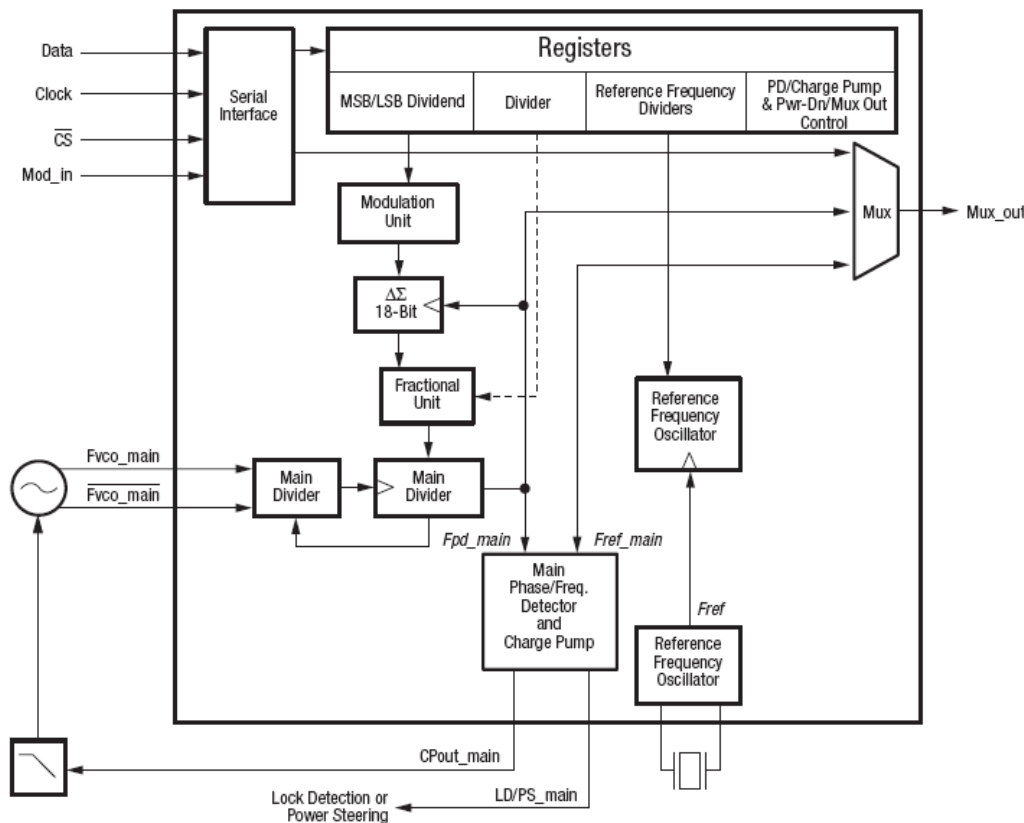 Registers
Data
Clock
CS
Mod_in
Serial
Interface
MSB/LSB Dividend
Divider
Reference Frequency
Dividers
PD/Charge Pump
& Pwr-Dn/Mux Out
Control
Modulation
Unit
Mux
Mux_out
ΔΣ
18-Bit
Fractional
Unit
Reference
Frequency
Oscillator
Fvco_main
Fvco_main
Main
Divider
Main
Divider
Fpd_main
Fref_main
Main
Phase/Freq.
Detector
and
Charge Pump
Fref
Reference
Frequency
Oscillator
CPout_main
LD/PS_main
Lock Detection or
Power Steering